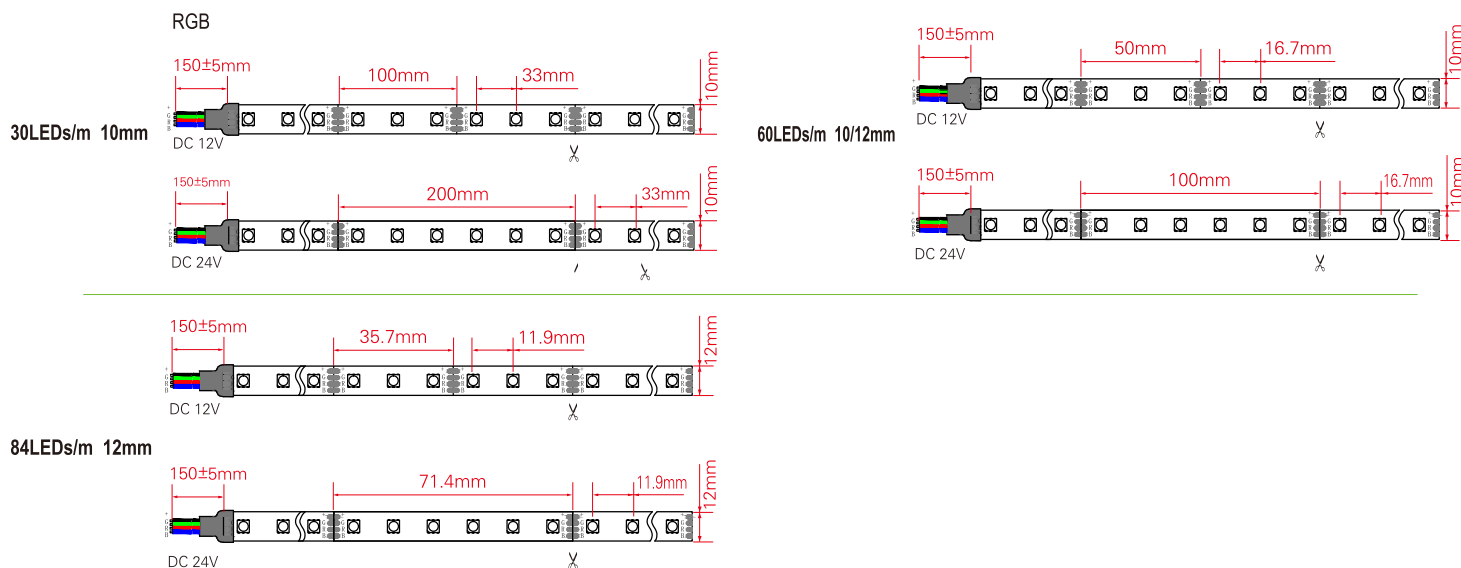 RGB
30LEDs/m 10mm
150±5mm
100mm
33mm
10mm
+
G
R
B
DC 12V
150±5mm
200mm
33mm
10mm
+
G
R
B
DC 24V
60LEDs/m 10/12mm
150±5mm
50mm
16.7mm
10mm
+
G
R
B
DC 12V
150±5mm
100mm
16.7mm
10mm
+
G
R
B
DC 24V
84LEDs/m 12mm
150±5mm
35.7mm
11.9mm
12mm
+
G
R
B
DC 12V
150±5mm
71.4mm
11.9mm
12mm
+
G
R
B
DC 24V